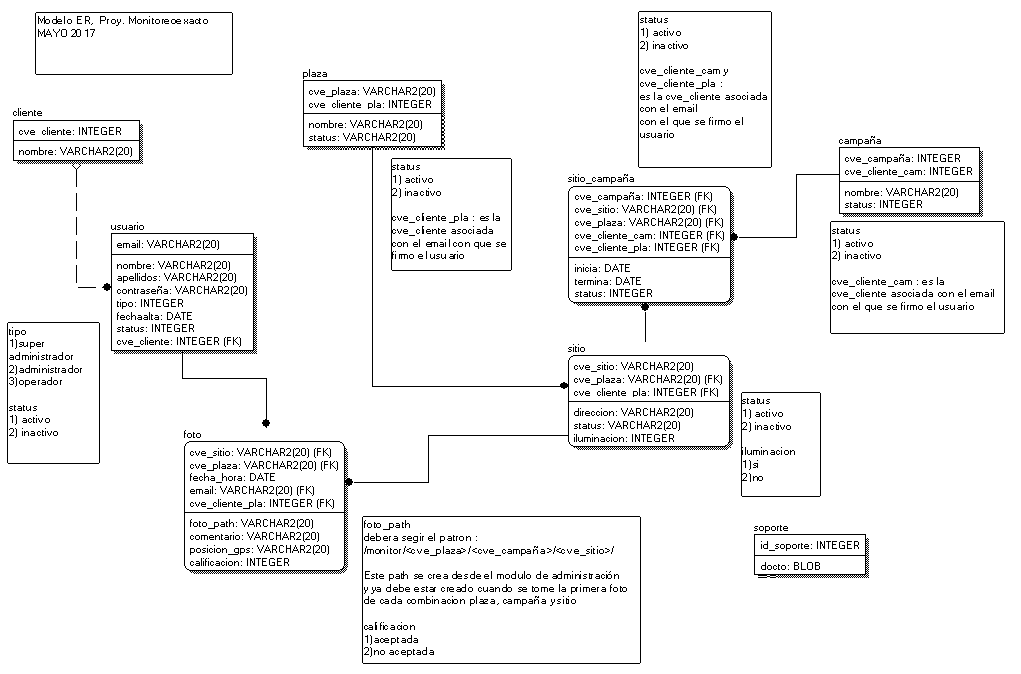 Modelo ER, Proy. Monitoreoexacto
MAYO 2017
cliente
cve_cliente: INTEGER
nombre: VARCHAR2(20)
plaza
cve_plaza: VARCHAR2(20)
cve_cliente_pla: INTEGER
nombre: VARCHAR2(20)
status: VARCHAR2(20)
status
1) activo
2) inactivo
cve_cliente_cam y
cve_cliente_pla :
es la cve_cliente asociada
con el email
con el que se firmo el
usuario
campaña
cve_campaña: INTEGER
cve_cliente_cam: INTEGER
nombre: VARCHAR2(20)
status: INTEGER
status
1) activo
2) inactivo
cve_cliente_pla : es la
cve_cliente asociada
con el email con que se
firmo el usuario
sitio_campaña
cve_campaña: INTEGER (FK)
cve_sitio: VARCHAR2(20) (FK)
cve_plaza: VARCHAR2(20) (FK)
cve_cliente_cam: INTEGER (FK)
cve_cliente_pla: INTEGER (FK)
inicia: DATE
termina: DATE
status: INTEGER
status
1) activo
2) inactivo
cve_cliente_cam : es la
cve_cliente asociada con el email
con el que se firmo el usuario
usuario
email: VARCHAR2(20)
nombre: VARCHAR2(20)
apellidos: VARCHAR2(20)
contraseña: VARCHAR2(20)
tipo: INTEGER
fechaalta: DATE
status: INTEGER
cve_cliente: INTEGER (FK)
tipo
1)super
administrador
2)administrador
3)operador
status
1) activo
2) inactivo
sitio
cve_sitio: VARCHAR2(20)
cve_plaza: VARCHAR2(20) (FK)
cve_cliente_pla: INTEGER (FK)
direccion: VARCHAR2(20)
status: VARCHAR2(20)
iluminacion: INTEGER
status
1) activo
2) inactivo
iluminacion
1)si
2)no
foto
cve_sitio: VARCHAR2(20) (FK)
cve_plaza: VARCHAR2(20) (FK)
fecha_hora: DATE
email: VARCHAR2(20) (FK)
cve_cliente_pla: INTEGER (FK)
foto_path: VARCHAR2(20)
comentario: VARCHAR2(20)
posicion_gps: VARCHAR2(20)
calificacion: INTEGER
foto_path
debera segir el patron :
/monitor/<cve_plaza>/<cve_campaña>/<cve_sitio>/
Este path se crea desde el modulo de administración
y ya debe estar creado cuando se tome la primera foto
de cada combinacion plaza, campaña y sitio
calificacion
1)aceptada
2)no aceptada
soporte
id_soporte: INTEGER
docto: BLOB